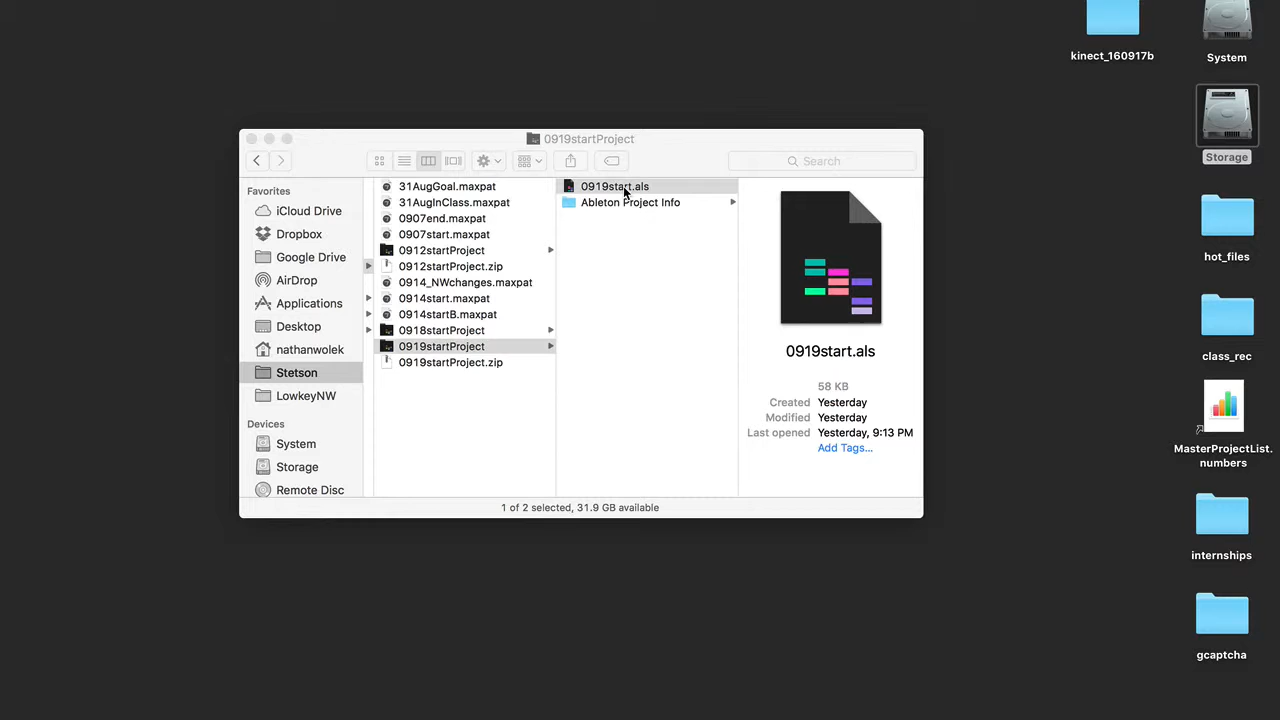 kinect_160917b
System
0919startProject
Search
Favorites
iCloud Drive
Dropbox
Google Drive
AirDrop
Applications
Desktop
nathanwolek
Stetson
LowkeyNW
Devices
System
Storage
Remote Disc
31AugGoal.maxpat
31AugInClass.maxpat
0907end.maxpat
0907start.maxpat
0912startProject
0912startProject.zip
0914_NWchanges.maxpat
0914start.maxpat
0914startB.maxpat
0918startProject
0919startProject
0919startProject.zip
0919start.als
Ableton Project Info
0919start.als
58 KB
Created Yesterday
Modified Yesterday
Last opened Yesterday, 9:13 PM
Add Tags...
1 of 2 selected, 31.9 GB available
Storage
hot_files
class_rec
MasterProjectList.
numbers
internships
gcaptcha